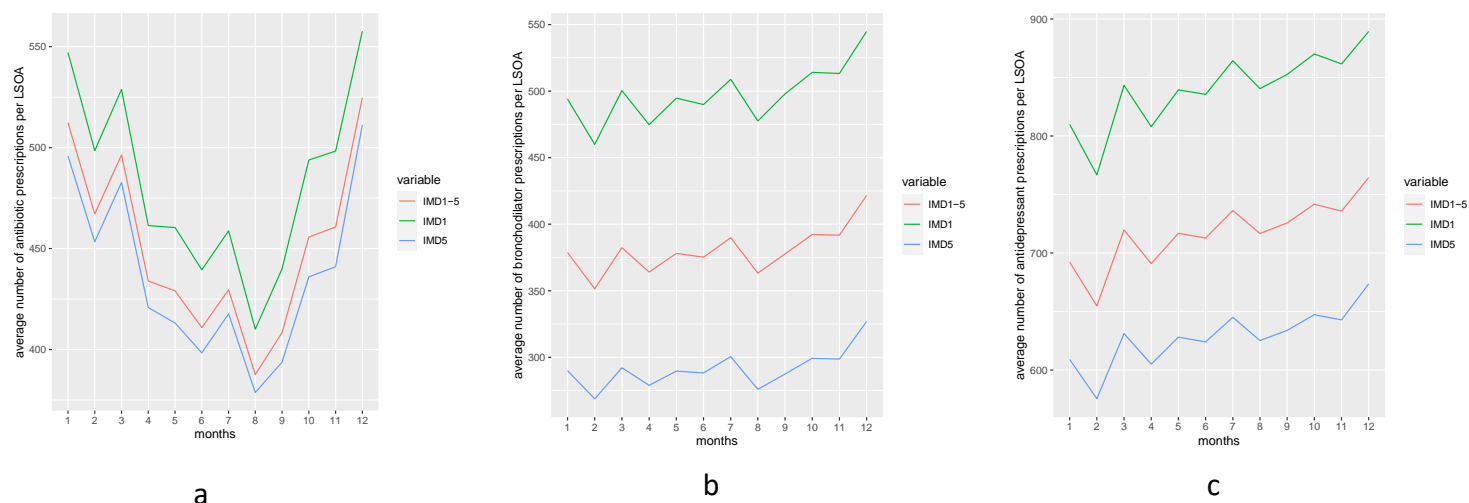 average number of antibiotic prescriptions per LSOA
550
500
450
400
1 2 3 4 5 6 7 8 9 10 11 12
months
variable
IMD1−5
IMD1
IMD5
a
average number of bronchodilator prescriptions per LSOA
550
500
450
400
350
300
1 2 3 4 5 6 7 8 9 10 11 12
months
variable
IMD1−5
IMD1
IMD5
b
average number of antidepressant prescriptions per LSOA
900
800
700
600
1 2 3 4 5 6 7 8 9 10 11 12
months
variable
IMD1−5
IMD1
IMD5
c